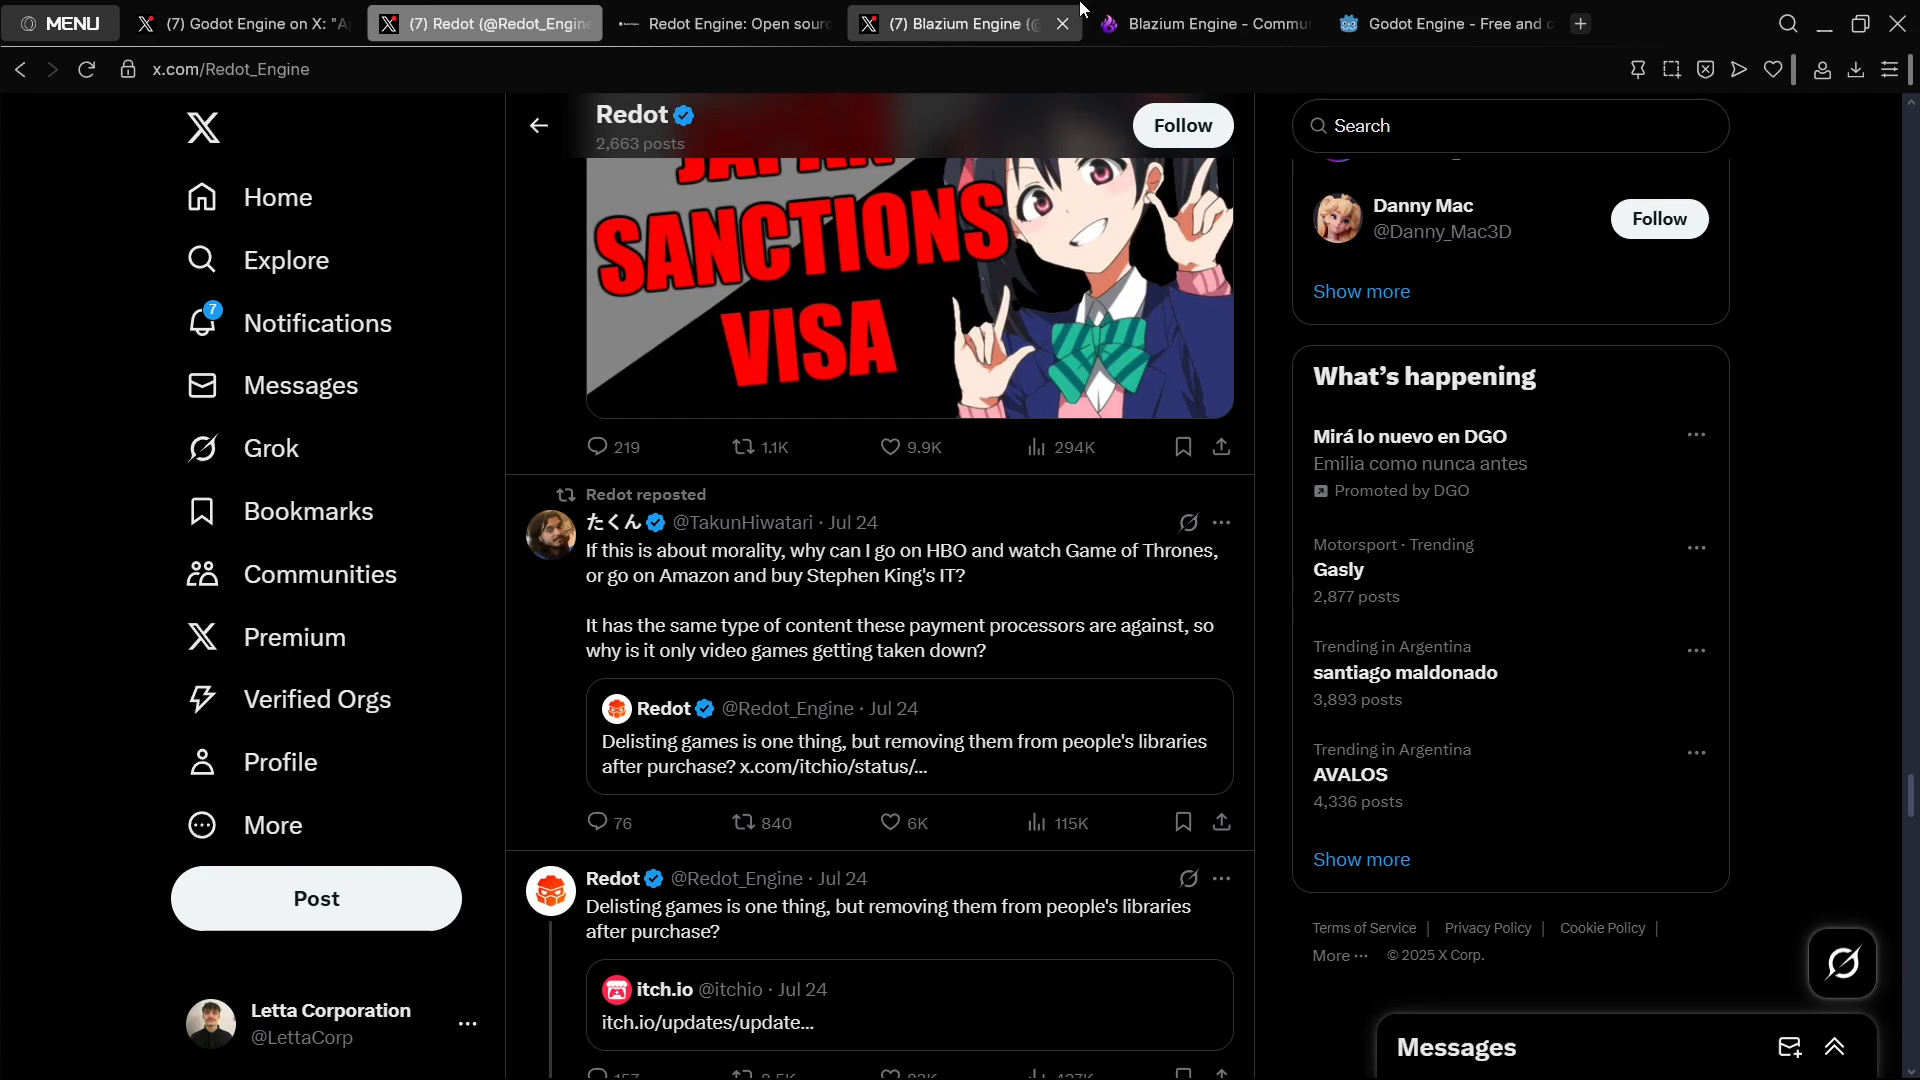 MENU
(7) Godot Engine on X: "A
(7) Redot (@Redot_Engine
Redot Engine: Open sourc
(7) Blazium Engine (@
Blazium Engine - Commu
Godot Engine - Free and o
x.com/Redot_Engine
Home
Explore
7
Notifications
Messages
Grok
Bookmarks
Communities
Premium
Verified Orgs
Profile
More
Post
Letta Corporation
@LettaCorp
Redot
2,663 posts
Follow
JAPAN
SANCTIONS
VISA
219 1.1K 9.9K 294K
Redot reposted
たくん @TakunHiwatari · Jul 24
If this is about morality, why can I go on HBO and watch Game of Thrones,
or go on Amazon and buy Stephen King's IT?
It has the same type of content these payment processors are against, so
why is it only video games getting taken down?
Redot @Redot_Engine · Jul 24
Delisting games is one thing, but removing them from people's libraries
after purchase? x.com/itchio/status/...
76 840 6K 115K
Redot @Redot_Engine · Jul 24
Delisting games is one thing, but removing them from people's libraries
after purchase?
itch.io @itchio · Jul 24
itch.io/updates/update...
Search
Danny Mac
@Danny_Mac3D
Follow
Show more
What's happening
Mirá lo nuevo en DGO
Emilia como nunca antes
Promoted by DGO
Motorsport · Trending
Gasly
2,877 posts
Trending in Argentina
santiago maldonado
3,893 posts
Trending in Argentina
AVALOS
4,336 posts
Show more
Terms of Service | Privacy Policy | Cookie Policy |
More ··· © 2025 X Corp.
Messages